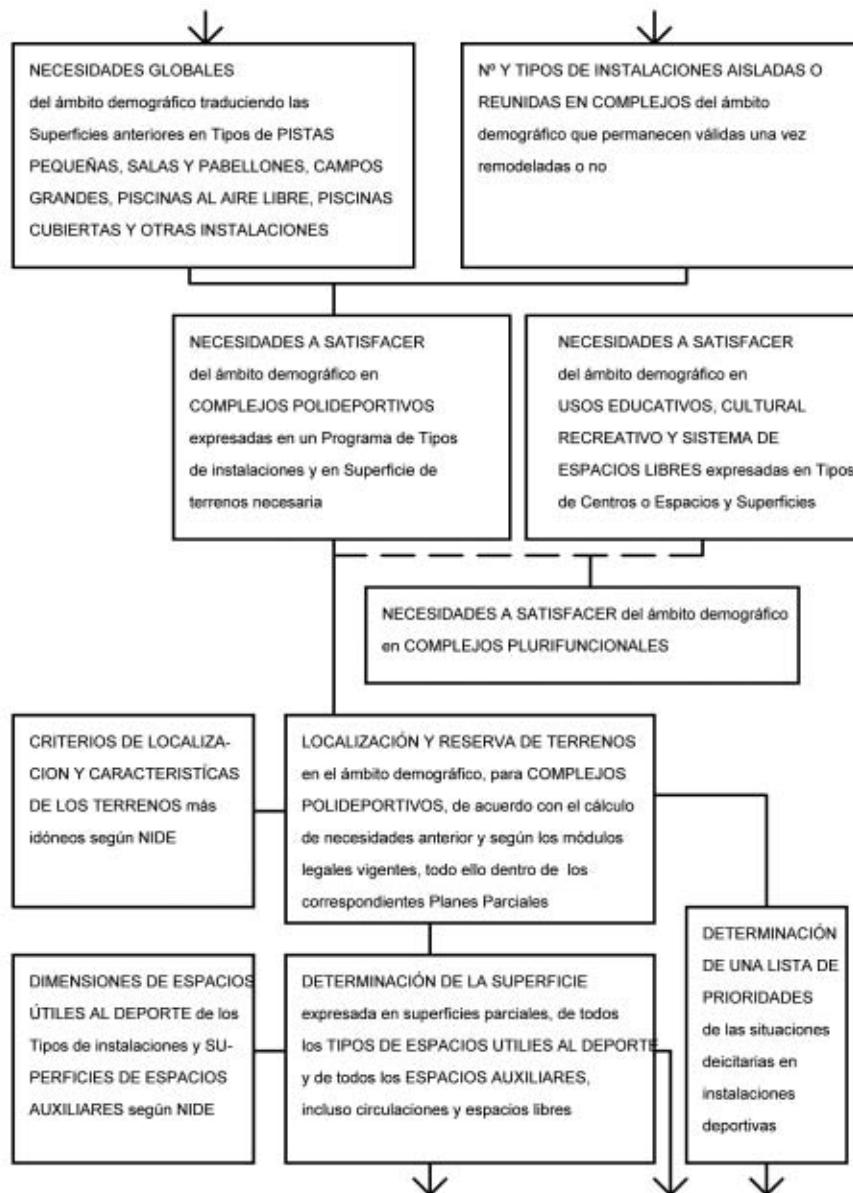 NECESIDADES GLOBALES
del ámbito demográfico traduciendo las
Superficies anteriores en Tipos de PISTAS
PEQUEÑAS, SALAS Y PABELLONES, CAMPOS
GRANDES, PISCINAS AL AIRE LIBRE, PISCINAS
CUBIERTAS Y OTRAS INSTALACIONES
Nº Y TIPOS DE INSTALACIONES AISLADAS O
REUNIDAS EN COMPLEJOS del ámbito
demográfico que permanecen válidas una vez
remodeladas o no
NECESIDADES A SATISFACER
del ámbito demográfico en
COMPLEJOS POLIDEPORTIVOS
expresadas en un Programa de Tipos
de instalaciones y en Superficie de
terrenos necesaria
NECESIDADES A SATISFACER
del ámbito demográfico en
USOS EDUCATIVOS, CULTURAL
RECREATIVO Y SISTEMA DE
ESPACIOS LIBRES expresadas en Tipos
de Centros o Espacios y Superficies
NECESIDADES A SATISFACER del ámbito demográfico
en COMPLEJOS PLURIFUNCIONALES
CRITERIOS DE LOCALIZA-
CION Y CARACTERISTÍCAS
DE LOS TERRENOS más
idóneos según NIDE
LOCALIZACIÓN Y RESERVA DE TERRENOS
en el ámbito demográfico, para COMPLEJOS
POLIDEPORTIVOS, de acuerdo con el cálculo
de necesidades anterior y según los módulos
legales vigentes, todo ello dentro de los
correspondientes Planes Parciales
DETERMINACIÓN
DE UNA LISTA DE
PRIORIDADES
de las situaciones
deicitarias en
instalaciones
deportivas
DIMENSIONES DE ESPACIOS
ÚTILES AL DEPORTE de los
Tipos de instalaciones y SU-
PERFICIES DE ESPACIOS
AUXILIARES según NIDE
DETERMINACIÓN DE LA SUPERFICIE
expresada en superficies parciales, de todos
los TIPOS DE ESPACIOS UTILIES AL DEPORTE
y de todos los ESPACIOS AUXILIARES,
incluso circulaciones y espacios libres